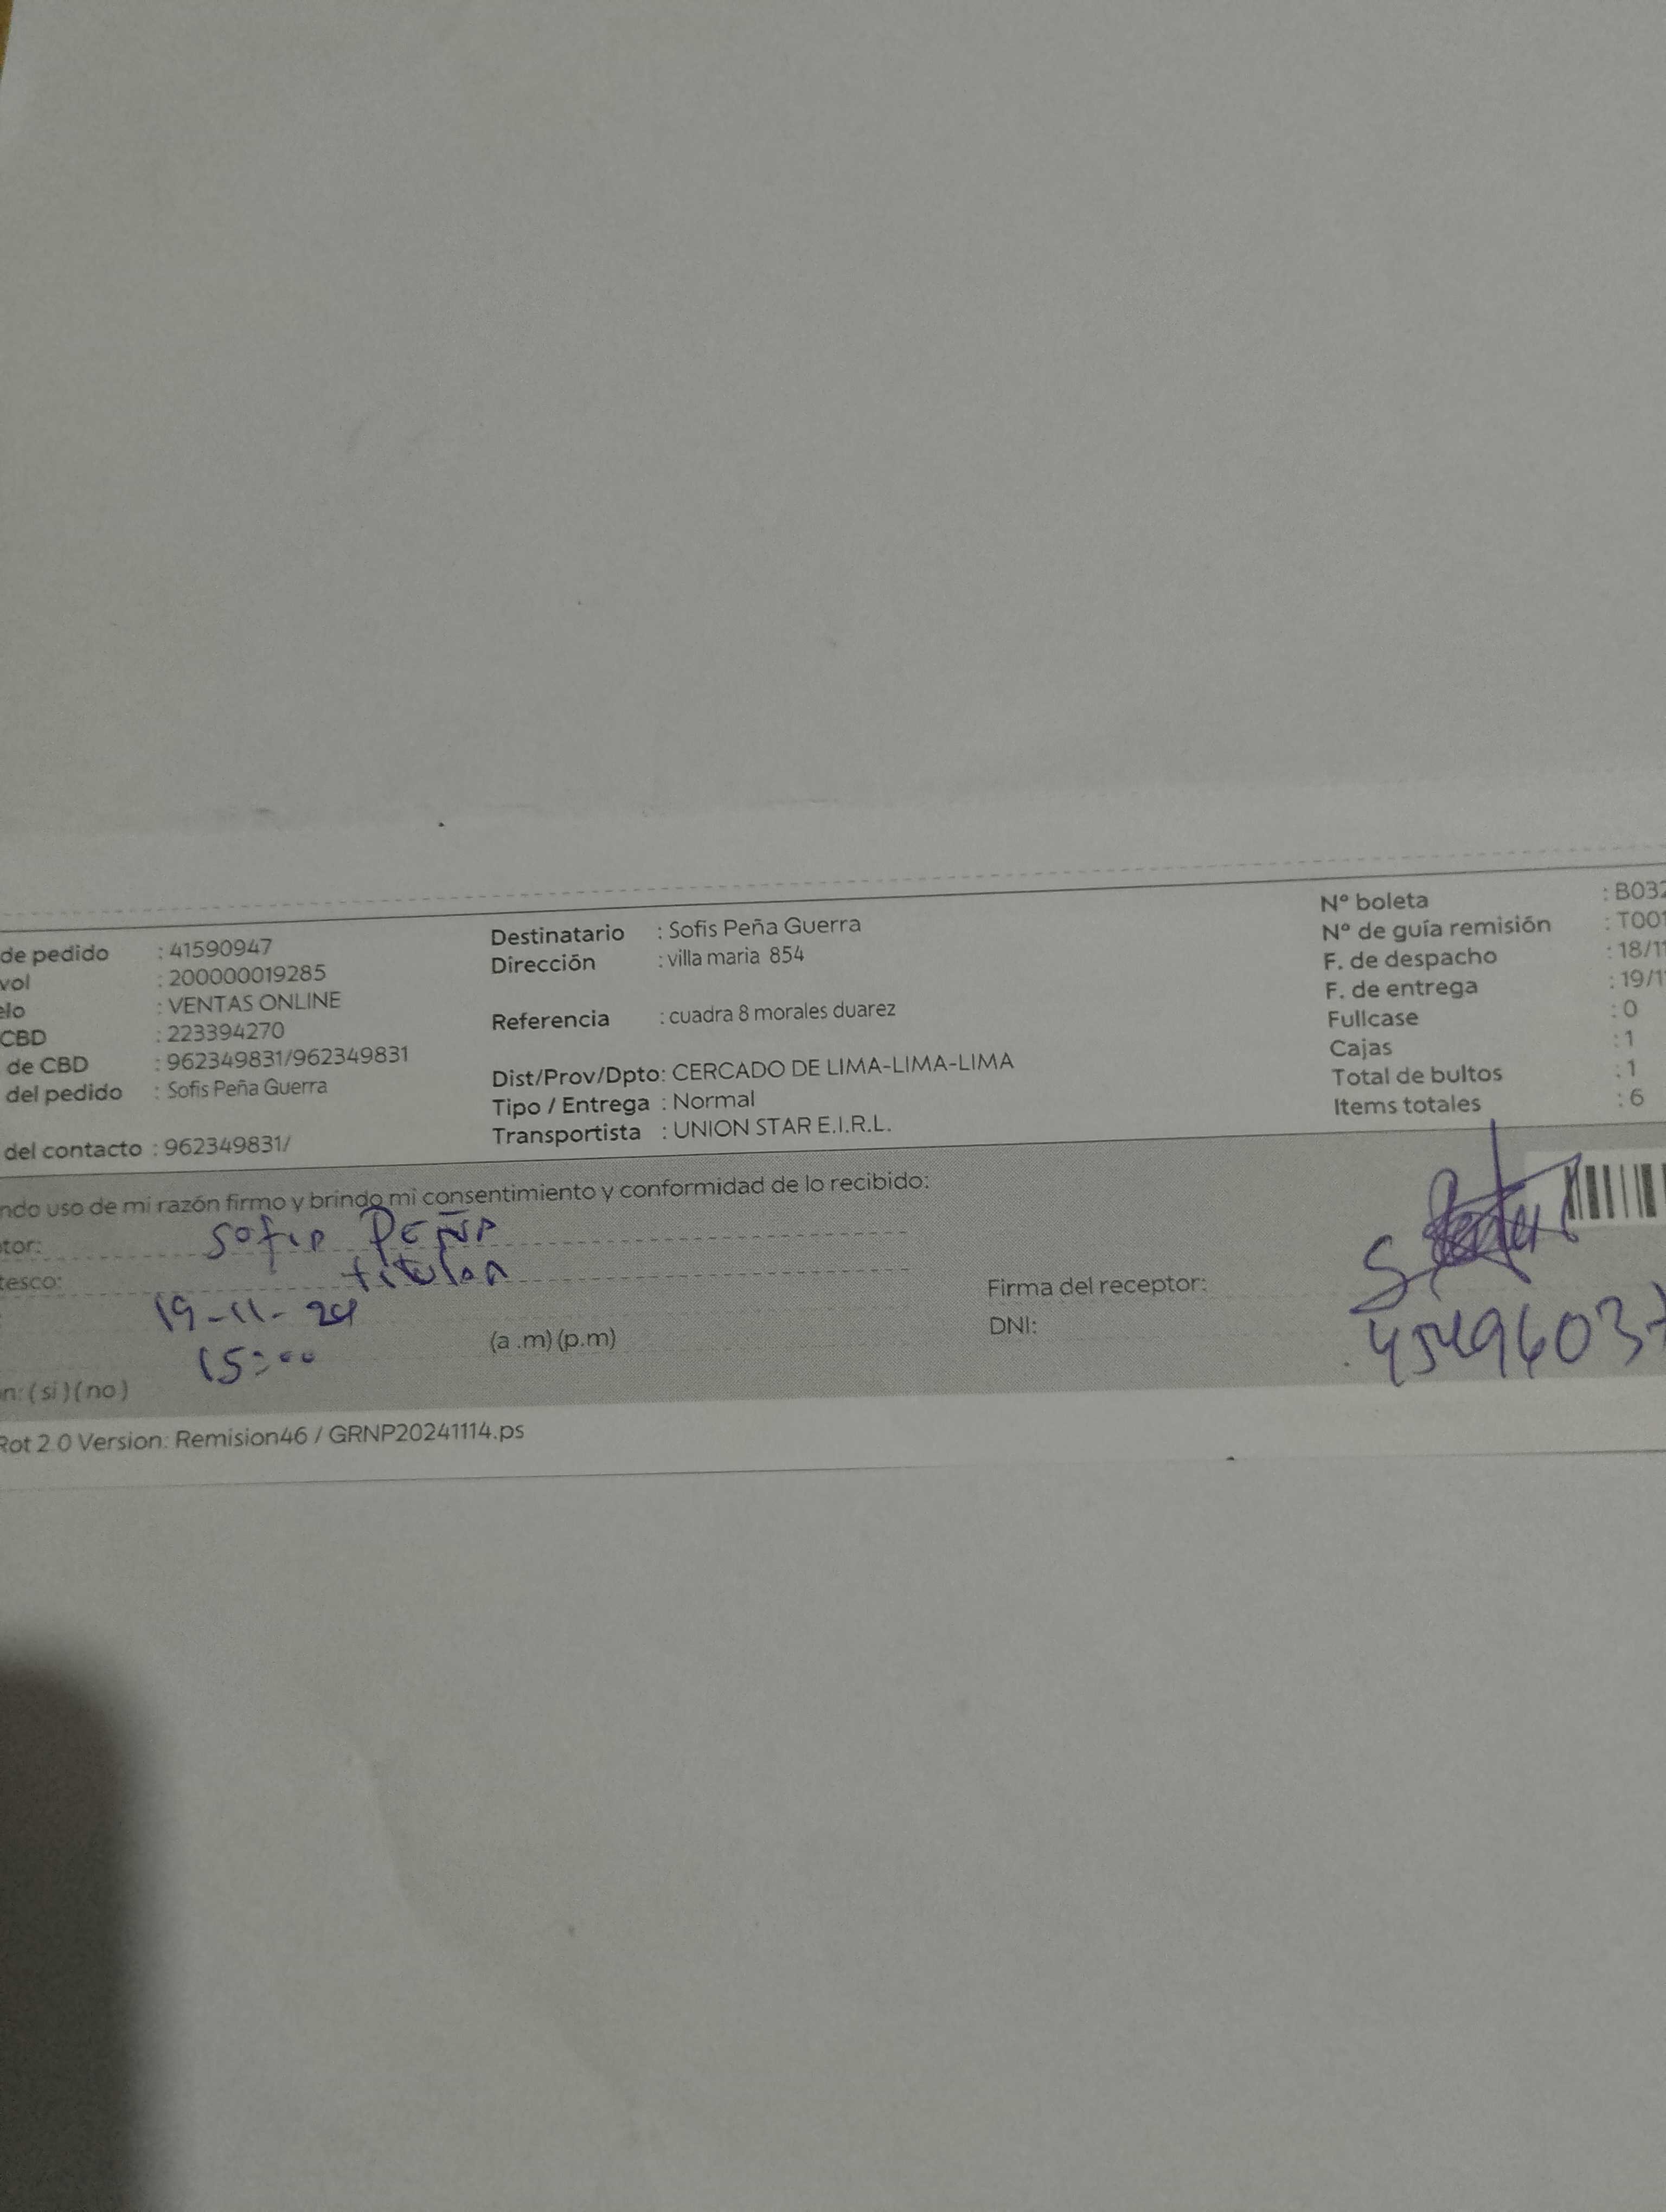 de pedido : 41590947
vol : 200000019285
elo : VENTAS ONLINE
CBD : 223394270
de CBD : 962349831/962349831
del pedido : Sofis Peña Guerra
del contacto : 962349831/
Destinatario : Sofis Peña Guerra
Dirección : villa maria 854
Referencia : cuadra 8 morales duarez
Dist/Prov/Dpto: CERCADO DE LIMA-LIMA-LIMA
Tipo / Entrega : Normal
Transportista : UNION STAR E.I.R.L.
Nº boleta : B032
Nº de guía remisión : T001
F. de despacho : 18/11
F. de entrega : 19/1
Fullcase : 0
Cajas : 1
Total de bultos : 1
Items totales : 6
ndo uso de mi razón firmo y brindo mi consentimiento y conformidad de lo recibido:
tor: Sofia PEÑA
tesco: titular
19-11-24
15:00 (a .m) (p.m)
n: ( si ) ( no )
Firma del receptor:
DNI: 45496037
Rot 2.0 Version: Remision46 / GRNP20241114.ps